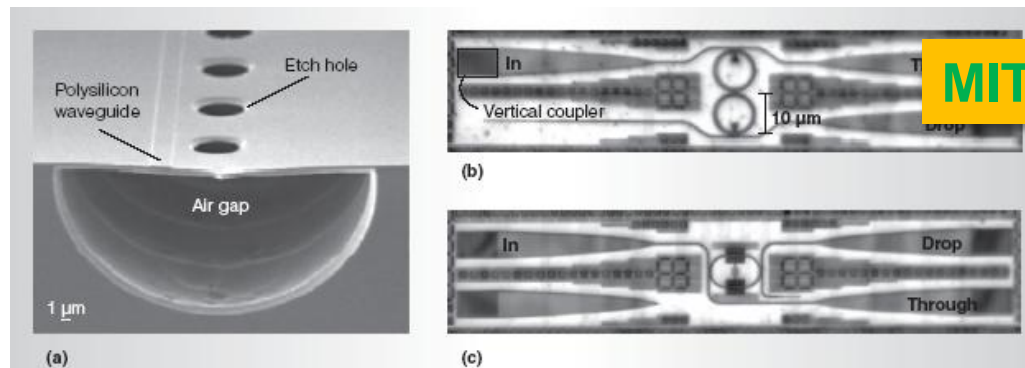 Polysilicon
waveguide
Etch hole
Air gap
1 µm
(a)
In
Vertical coupler
10 µm
MIT
Drop
(b)
In
Drop
Through
(c)